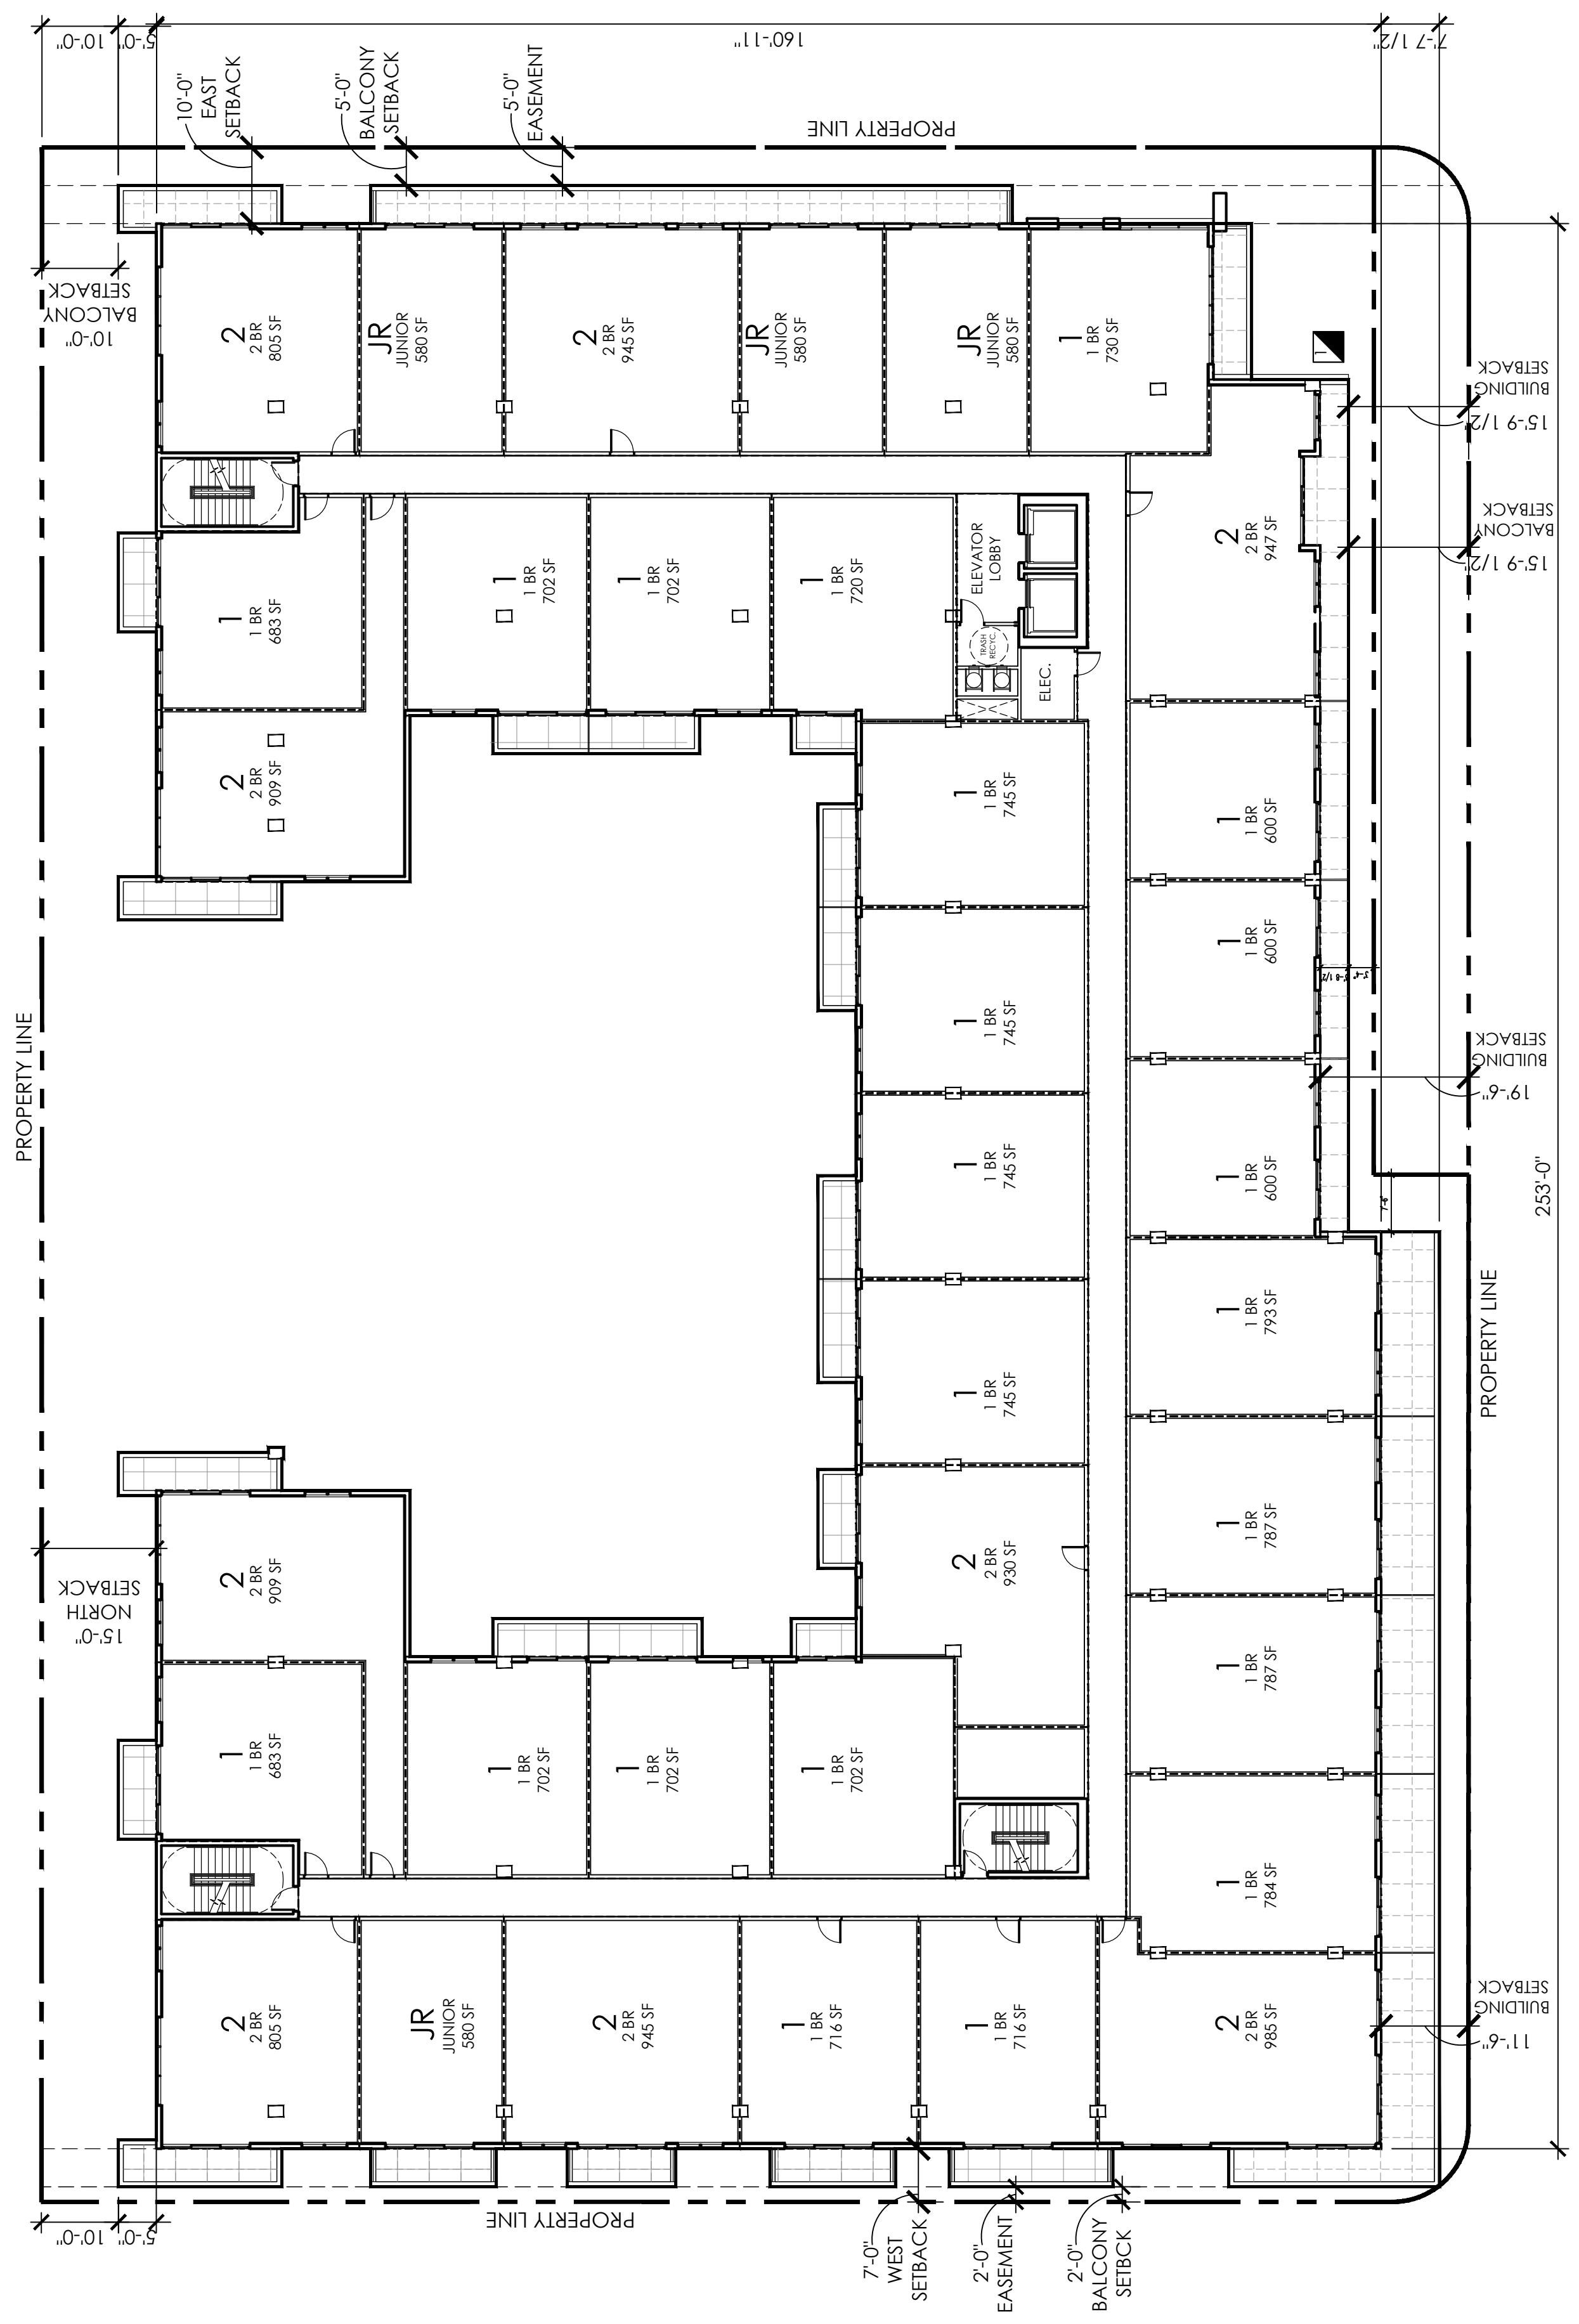 10'-0"
5'-0"
160'-11"
7'-7 1/2"
10'-0"
EAST
SETBACK
5'-0"
BALCONY
SETBACK
5'-0"
EASEMENT
PROPERTY LINE
10'-0"
BALCONY
SETBACK
2
2 BR
805 SF
JR
JUNIOR
580 SF
2
2 BR
945 SF
JR
JUNIOR
580 SF
JR
JUNIOR
580 SF
1
1 BR
730 SF
1
15'-9 1/2"
BUILDING
SETBACK
15'-9 1/2"
BALCONY
SETBACK
1
1 BR
683 SF
1
1 BR
702 SF
1
1 BR
702 SF
1
1 BR
720 SF
ELEVATOR
LOBBY
TRASH
RECYC.
ELEC.
2
2 BR
947 SF
2
2 BR
909 SF
1
1 BR
745 SF
1
1 BR
600 SF
1
1 BR
600 SF
3'-8 1/2"
3'-4"
1
1 BR
745 SF
PROPERTY LINE
19'-6"
BUILDING
SETBACK
1
1 BR
745 SF
1
1 BR
600 SF
7'-6"
253'-0"
1
1 BR
745 SF
1
1 BR
793 SF
PROPERTY LINE
15'-0"
NORTH
SETBACK
2
2 BR
909 SF
2
2 BR
930 SF
1
1 BR
787 SF
1
1 BR
787 SF
1
1 BR
683 SF
1
1 BR
702 SF
1
1 BR
702 SF
1
1 BR
702 SF
1
1 BR
784 SF
2
2 BR
805 SF
JR
JUNIOR
580 SF
2
2 BR
945 SF
1
1 BR
716 SF
1
1 BR
716 SF
2
2 BR
985 SF
11'-6"
BUILDING
SETBACK
10'-0"
5'-0"
PROPERTY LINE
7'-0"
WEST
SETBACK
2'-0"
EASEMENT
2'-0"
BALCONY
SETBCK